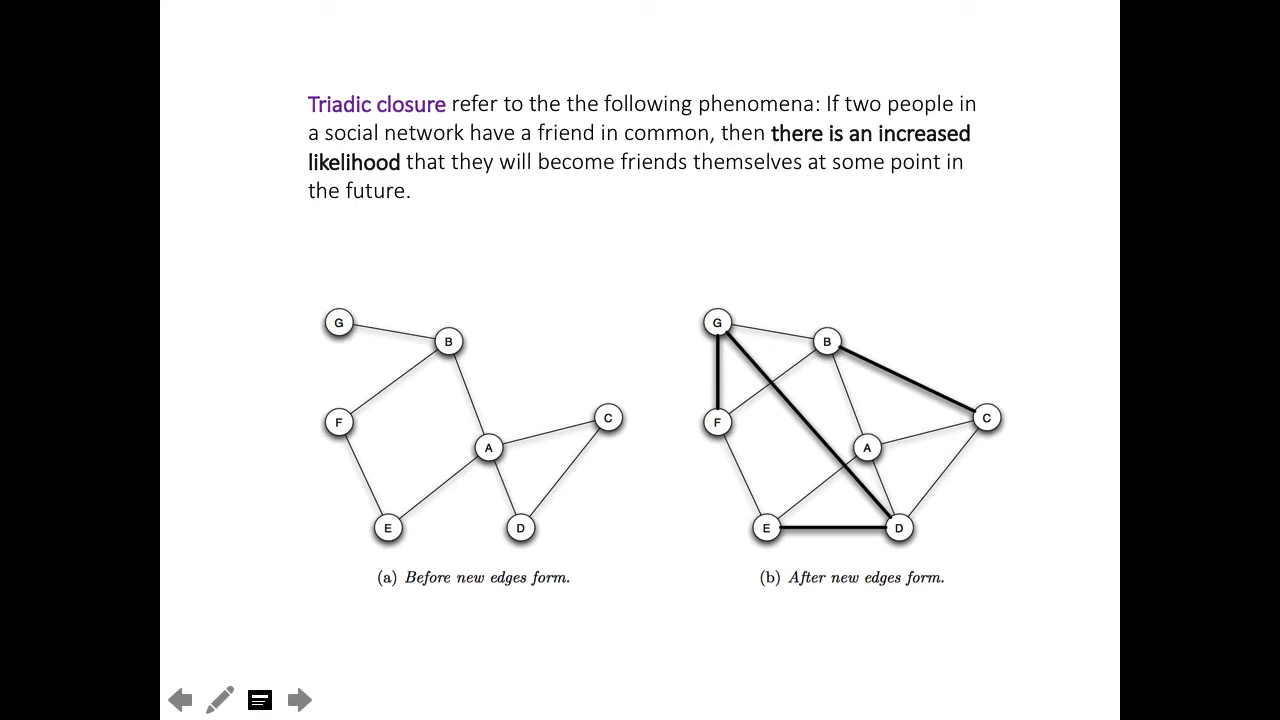 Triadic closure refer to the the following phenomena: If two people in
a social network have a friend in common, then there is an increased
likelihood that they will become friends themselves at some point in
the future.
G
B
F
C
A
E
D
G
B
F
C
A
E
D
(a) Before new edges form.
(b) After new edges form.